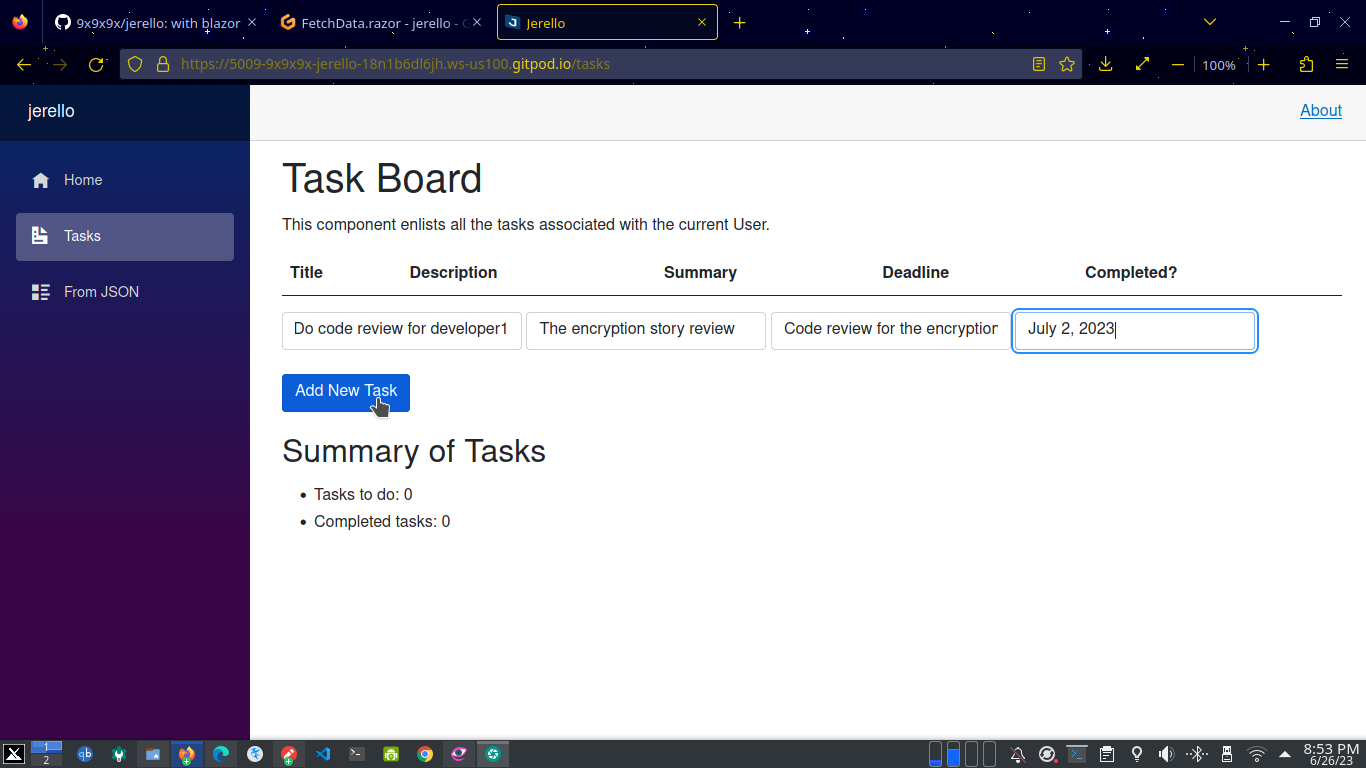 9x9x9x/jerello: with blazor
FetchData.razor - jerello -
Jerello
https://5009-9x9x9x-jerello-18n1b6dl6jh.ws-us100.gitpod.io/tasks
100%
jerello
About
Home
Tasks
From JSON
Task Board
This component enlists all the tasks associated with the current User.
Title Description Summary Deadline Completed?
Do code review for developer1 The encryption story review Code review for the encryption July 2, 2023
Add New Task
Summary of Tasks
• Tasks to do: 0
• Completed tasks: 0
1
2
qb
8:53 PM
6/26/23